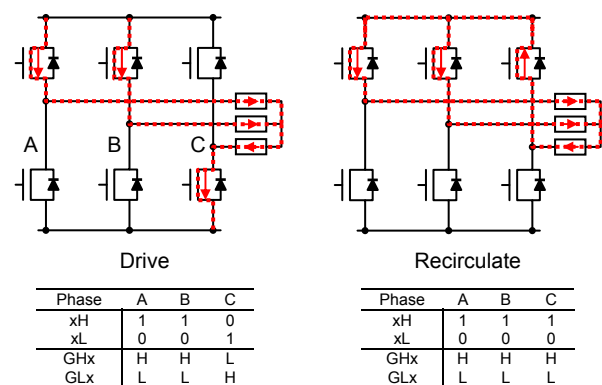 A B C
Drive Recirculate
Phase A B C
xH 1 1 0
xL 0 0 1
GHx H H L
GLx L L H
Phase A B C
xH 1 1 1
xL 0 0 0
GHx H H H
GLx L L L